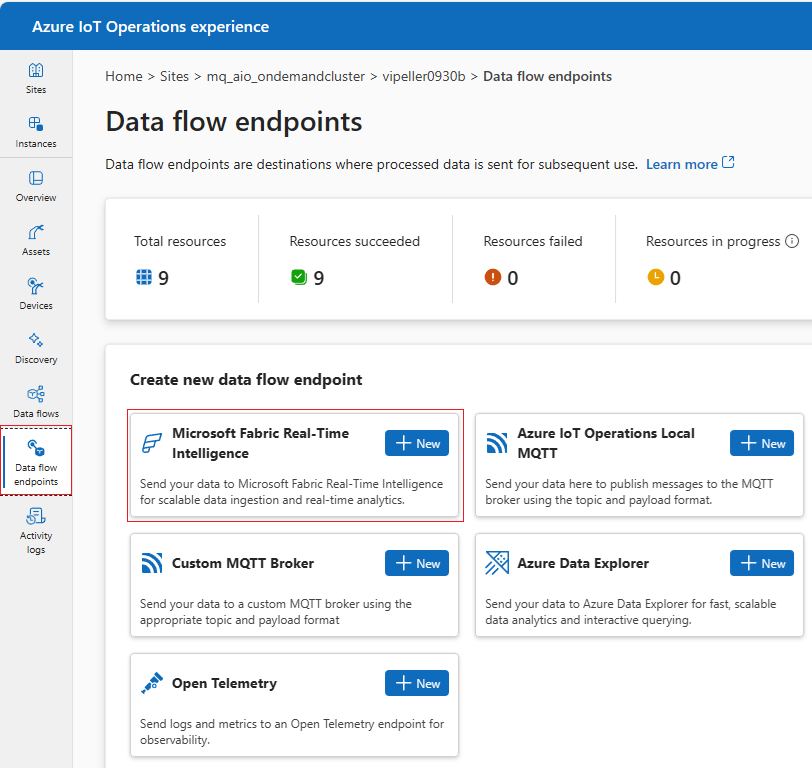 Azure IoT Operations experience
Sites
Instances
Overview
Assets
Devices
Discovery
Data flows
Data flow
endpoints
Activity
logs
Home > Sites > mq_aio_ondemandcluster > vipeller0930b > Data flow endpoints
Data flow endpoints
Data flow endpoints are destinations where processed data is sent for subsequent use. Learn more
Total resources
9
Resources succeeded
9
Resources failed
0
Resources in progress
0
Create new data flow endpoint
Microsoft Fabric Real-Time
Intelligence
New
Send your data to Microsoft Fabric Real-Time Intelligence
for scalable data ingestion and real-time analytics.
Azure IoT Operations Local
MQTT
New
Send your data here to publish messages to the MQTT
broker using the topic and payload format.
Custom MQTT Broker
New
Send your data to a custom MQTT broker using the
appropriate topic and payload format
Azure Data Explorer
New
Send your data to Azure Data Explorer for fast, scalable
data analytics and interactive querying.
Open Telemetry
New
Send logs and metrics to an Open Telemetry endpoint for
observability.